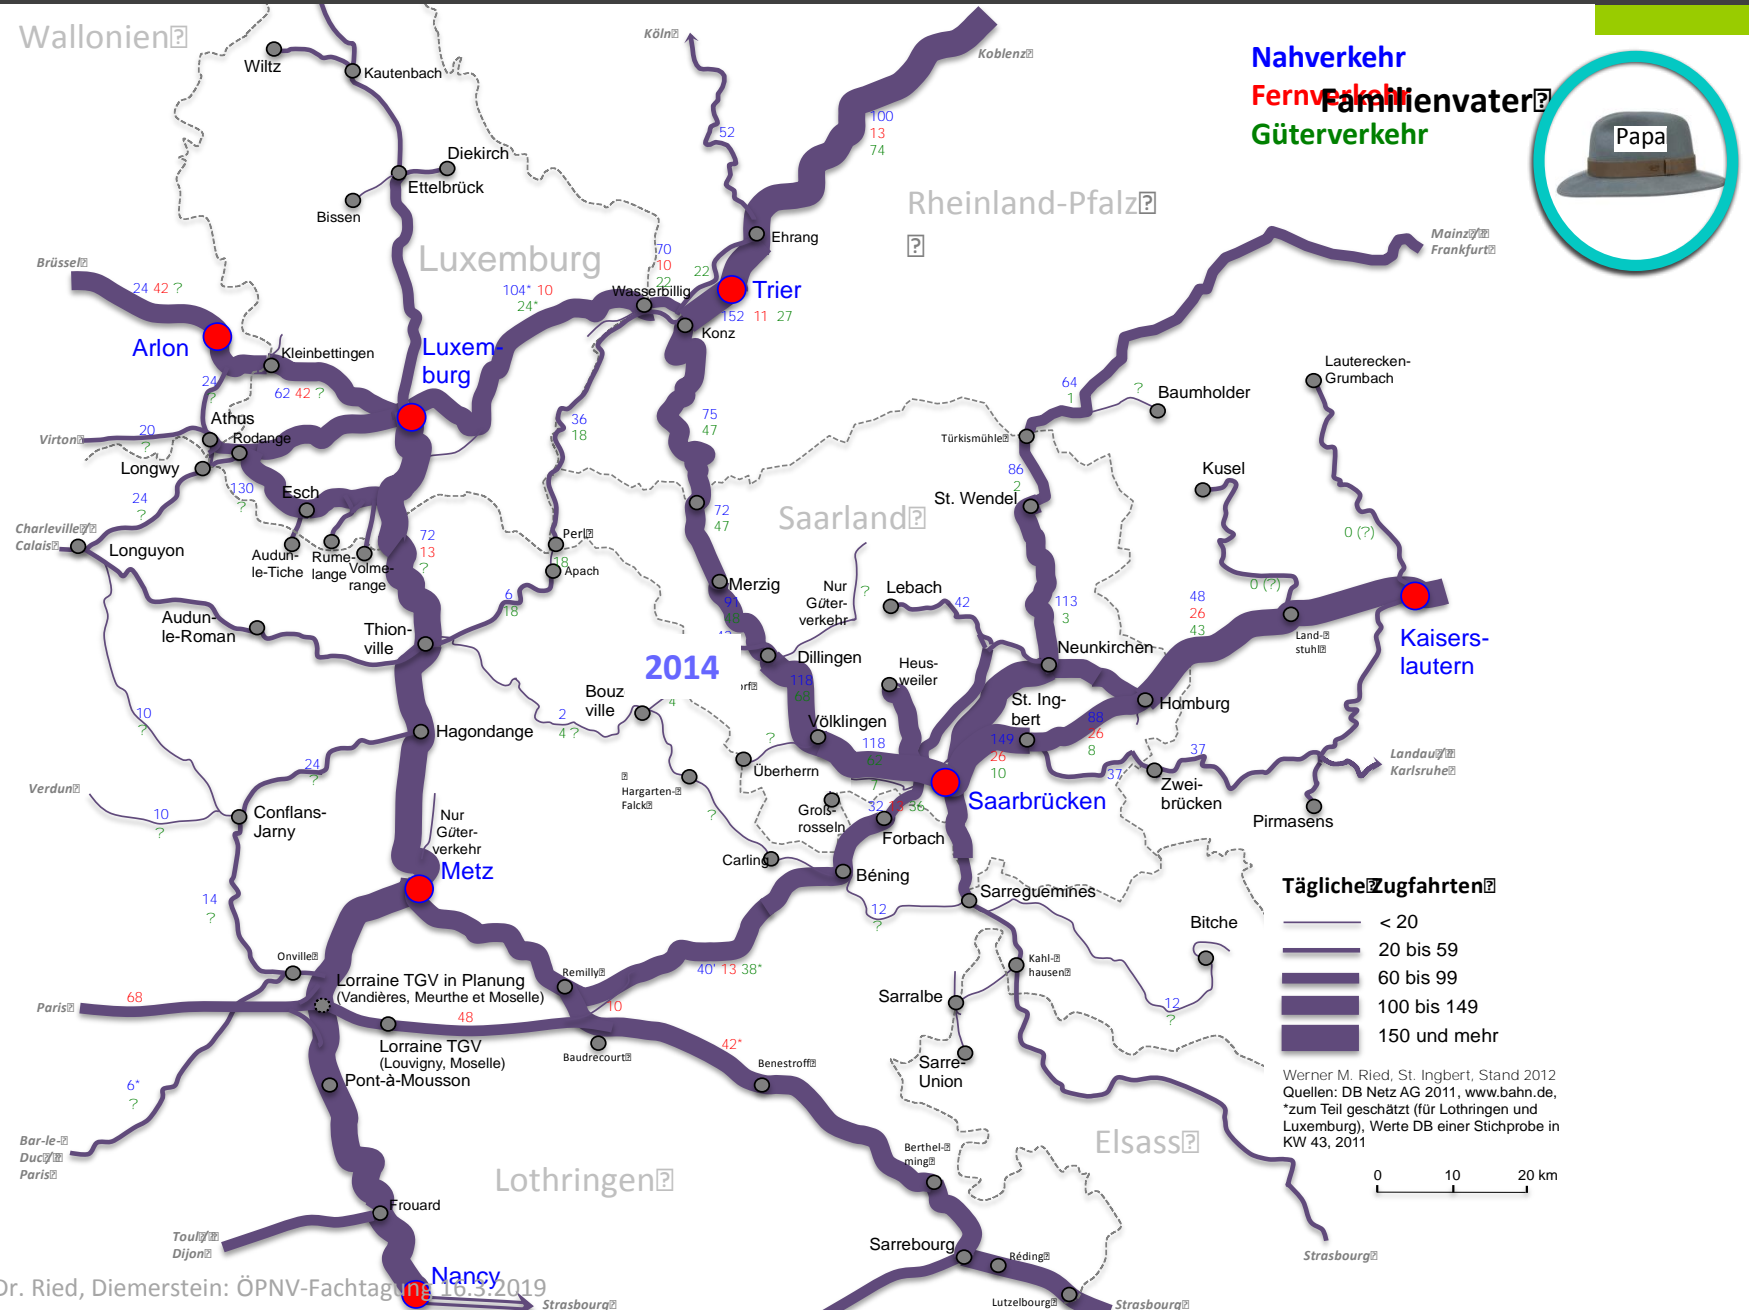 Wallonien
Wiltz
Kautenbach
Köln
Koblenz
Nahverkehr
Fernverkehr
Familienvater
Güterverkehr
Papa
100
13
74
52
Diekirch
Ettelbrück
Bissen
Rheinland-Pfalz
Ehrang
Mainz/
Frankfurt
Brüssel
Luxemburg
70
10
22
22
24 42 ?
104* 10
24*
Wasserbillig
Trier
152 11 27
Konz
Arlon
Kleinbettingen
Luxem-
burg
24
?
62 42 ?
Lauterecken-
Grumbach
64
1
?
Baumholder
Athus
Virton
20
?
Rodange
36
18
75
47
Türkismühle
Longwy
130
?
Esch
86
2
Kusel
24
?
St. Wendel
Charleville/
Calais
Longuyon
Audun-
le-Tiche
Rume-
lange
Volme-
range
72
13
?
Perl
18
Apach
72
47
Saarland
0 (?)
Merzig
91
Nur
Güter-
verkehr
?
Lebach
42
6
18
0 (?)
113
3
48
26
43
Audun-
le-Roman
Thion-
ville
Land-
stuhl
Kaisers-
lautern
2014
Dillingen
Neunkirchen
Heus-
weiler
118
68
Bouz
ville
4
St. Ing-
bert
Homburg
10
?
2
4 ?
Hagondange
Völklingen
118
62
?
149
26
10
88
26
8
37
37
24
?
Überherrn
7
Landau/
Karlsruhe
Verdun
Hargarten-
Falck
Zwei-
brücken
10
?
Conflans-
Jarny
Nur
Güter-
verkehr
?
Groß-
rosseln
32 13 36
Saarbrücken
Pirmasens
Forbach
Carling
Metz
Béning
14
?
12
?
Sarreguemines
Tägliche Zugfahrten
< 20
20 bis 59
60 bis 99
100 bis 149
150 und mehr
Bitche
Onville
Remilly
40' 13 38*
Kahl-
hausen
Lorraine TGV in Planung
(Vandières, Meurthe et Moselle)
Paris
68
48
10
Sarralbe
12
?
Lorraine TGV
(Louvigny, Moselle)
Baudrecourt
42*
Benestroff
Sarre-
Union
Pont-à-Mousson
6*
?
Werner M. Ried, St. Ingbert, Stand 2012
Quellen: DB Netz AG 2011, www.bahn.de,
*zum Teil geschätzt (für Lothringen und
Luxemburg), Werte DB einer Stichprobe in
KW 43, 2011
Bar-le-
Duc/
Paris
Berthel-
ming
Elsass
Lothringen
0 10 20 km
Frouard
Toul/
Dijon
Sarrebourg
Réding
Strasbourg
Nancy
Dr. Ried, Diemerstein: ÖPNV-Fachtagung 16.3.2019
Strasbourg
Lutzelbourg
Strasbourg